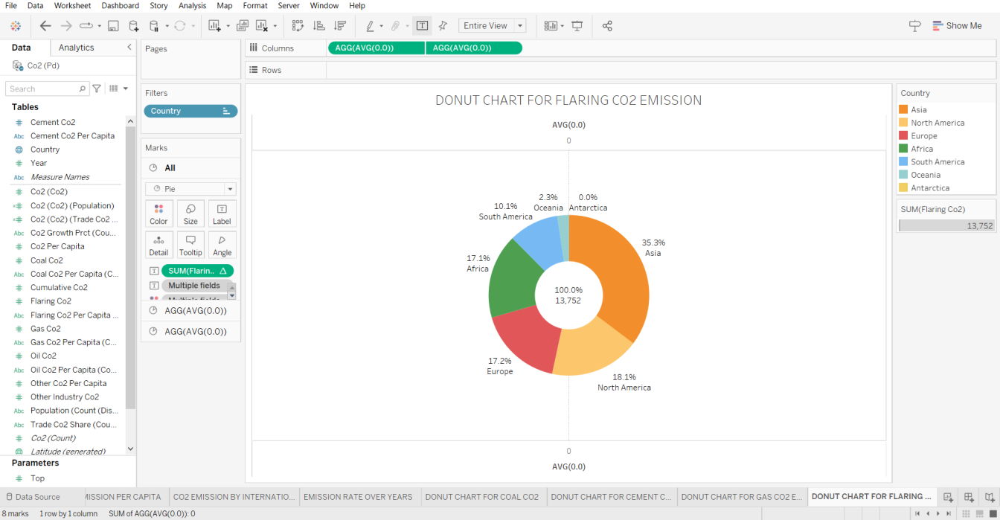 File Data Worksheet Dashboard Story Analysis Map Format Server Window Help
Entire View
Show Me
Data Analytics
Co2 (Pd)
Search
Tables
Cement Co2
Abc Cement Co2 Per Capita
Country
Year
Abc Measure Names
Co2 (Co2)
Co2 (Co2) (Population)
Co2 (Co2) (Trade Co2 ...
Abc Co2 Growth Prct (Cou...
Co2 Per Capita
Coal Co2
Abc Coal Co2 Per Capita (C...
Cumulative Co2
Flaring Co2
Abc Flaring Co2 Per Capita ...
Gas Co2
Abc Gas Co2 Per Capita (C...
Oil Co2
Abc Oil Co2 Per Capita (Co...
Other Co2 Per Capita
Other Industry Co2
Abc Population (Count (Dis...
Abc Trade Co2 Share (Cou...
Co2 (Count)
Latitude (generated)
Parameters
Top
Pages
Filters
Country
Marks
All
Pie
Color Size Label
Detail Tooltip Angle
SUM(Flarin..
Multiple fields
Multiple fields
AGG(AVG(0.0))
AGG(AVG(0.0))
Columns AGG(AVG(0.0)) AGG(AVG(0.0))
Rows
DONUT CHART FOR FLARING CO2 EMISSION
AVG(0.0)
0
2.3% 0.0%
Oceania Antarctica
10.1%
South America
35.3%
Asia
17.1%
Africa
100.0%
13,752
17.2%
Europe
18.1%
North America
0
AVG(0.0)
Country
Asia
North America
Europe
Africa
South America
Oceania
Antarctica
SUM(Flaring Co2)
13,752
Data Source MISSION PER CAPITA CO2 EMISSION BY INTERNATIO... EMISSION RATE OVER YEARS DONUT CHART FOR COAL CO2 DONUT CHART FOR CEMENT C... DONUT CHART FOR GAS CO2 E... DONUT CHART FOR FLARING ...
8 marks 1 row by 1 column SUM of AGG(AVG(0.0)): 0